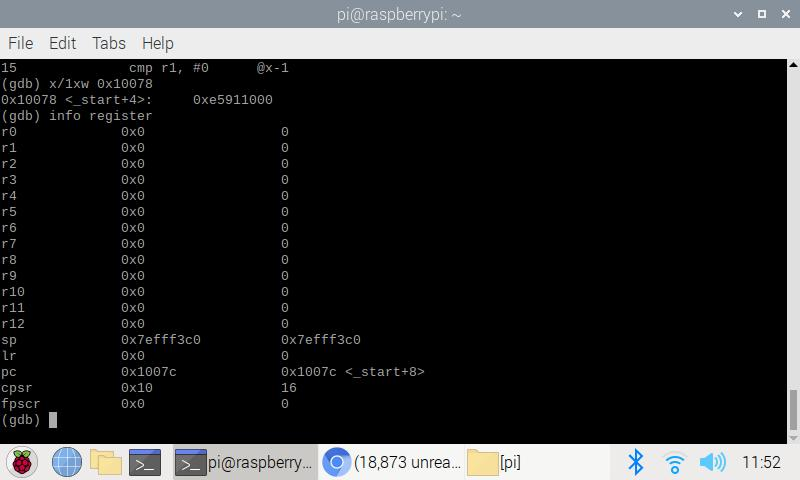 pi@raspberrypi: ~
File Edit Tabs Help
15 cmp r1, #0 @x-1
(gdb) x/1xw 0x10078
0x10078 <_start+4>: 0xe5911000
(gdb) info register
r0 0x0 0
r1 0x0 0
r2 0x0 0
r3 0x0 0
r4 0x0 0
r5 0x0 0
r6 0x0 0
r7 0x0 0
r8 0x0 0
r9 0x0 0
r10 0x0 0
r11 0x0 0
r12 0x0 0
sp 0x7efff3c0 0x7efff3c0
lr 0x0 0
pc 0x1007c 0x1007c <_start+8>
cpsr 0x10 16
fpscr 0x0 0
(gdb)
>_ >_ pi@raspberry... (18,873 unrea... [pi] 11:52